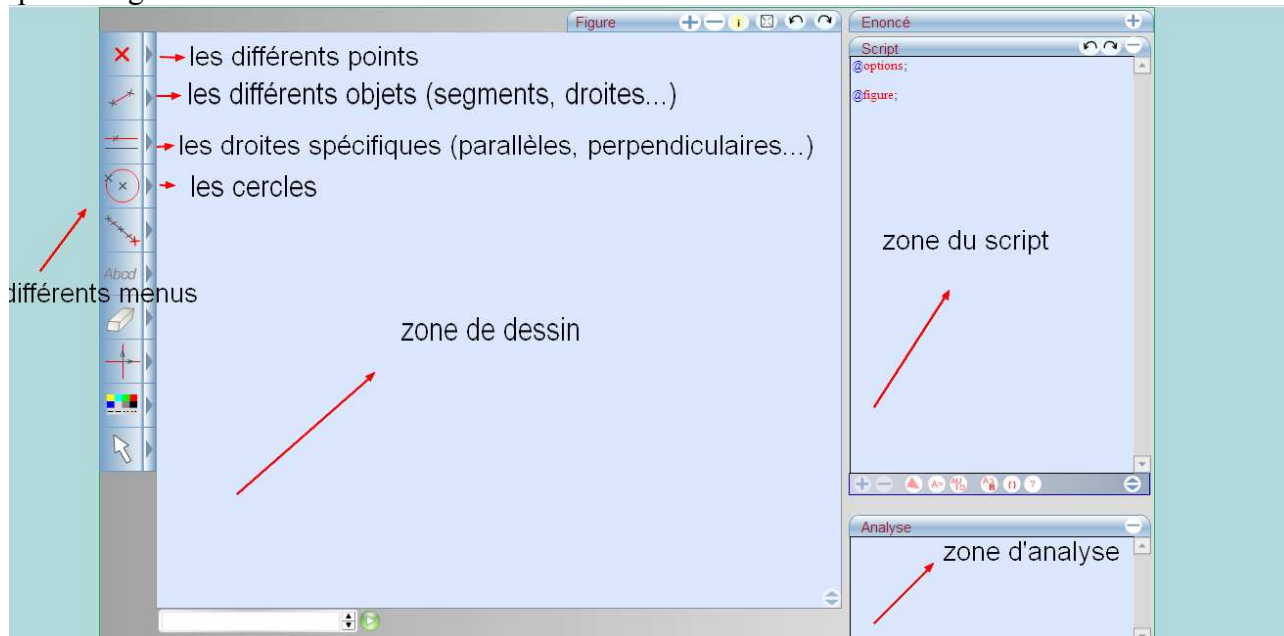 Figure
i
Enoncé
Script
@options;
@figure;
les différents points
les différents objets (segments, droites...)
les droites spécifiques (parallèles, perpendiculaires...)
les cercles
zone du script
Abcd
différents menus
zone de dessin
Analyse
zone d'analyse